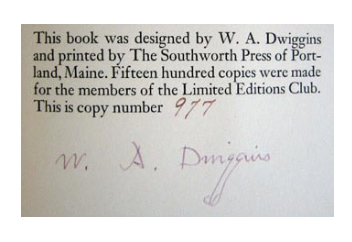 This book was designed by W. A. Dwiggins
and printed by The Southworth Press of Port-
land, Maine. Fifteen hundred copies were made
for the members of the Limited Editions Club.
This is copy number 977
W. A. Dwiggins